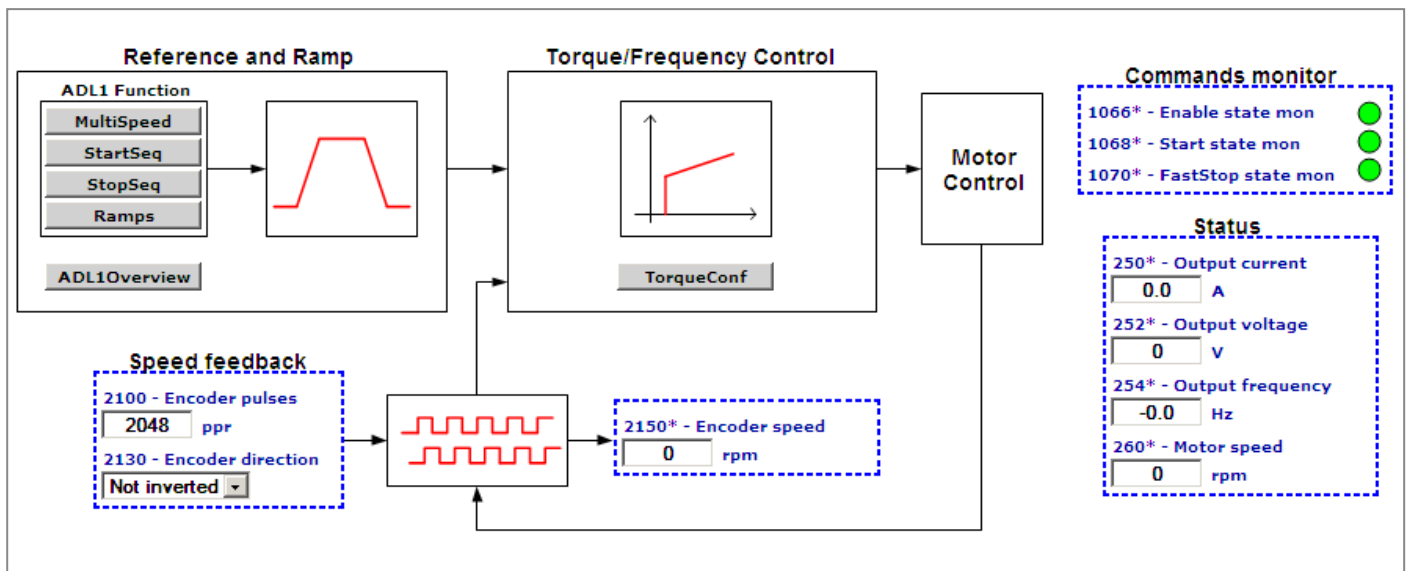 Reference and Ramp
ADL1 Function
MultiSpeed
StartSeq
StopSeq
Ramps
ADL1Overview
Torque/Frequency Control
TorqueConf
Motor
Control
Commands monitor
1066* - Enable state mon
1068* - Start state mon
1070* - FastStop state mon
Status
250* - Output current
0.0 A
252* - Output voltage
0 V
254* - Output frequency
-0.0 Hz
260* - Motor speed
0 rpm
Speed feedback
2100 - Encoder pulses
2048 ppr
2130 - Encoder direction
Not inverted
2150* - Encoder speed
0 rpm